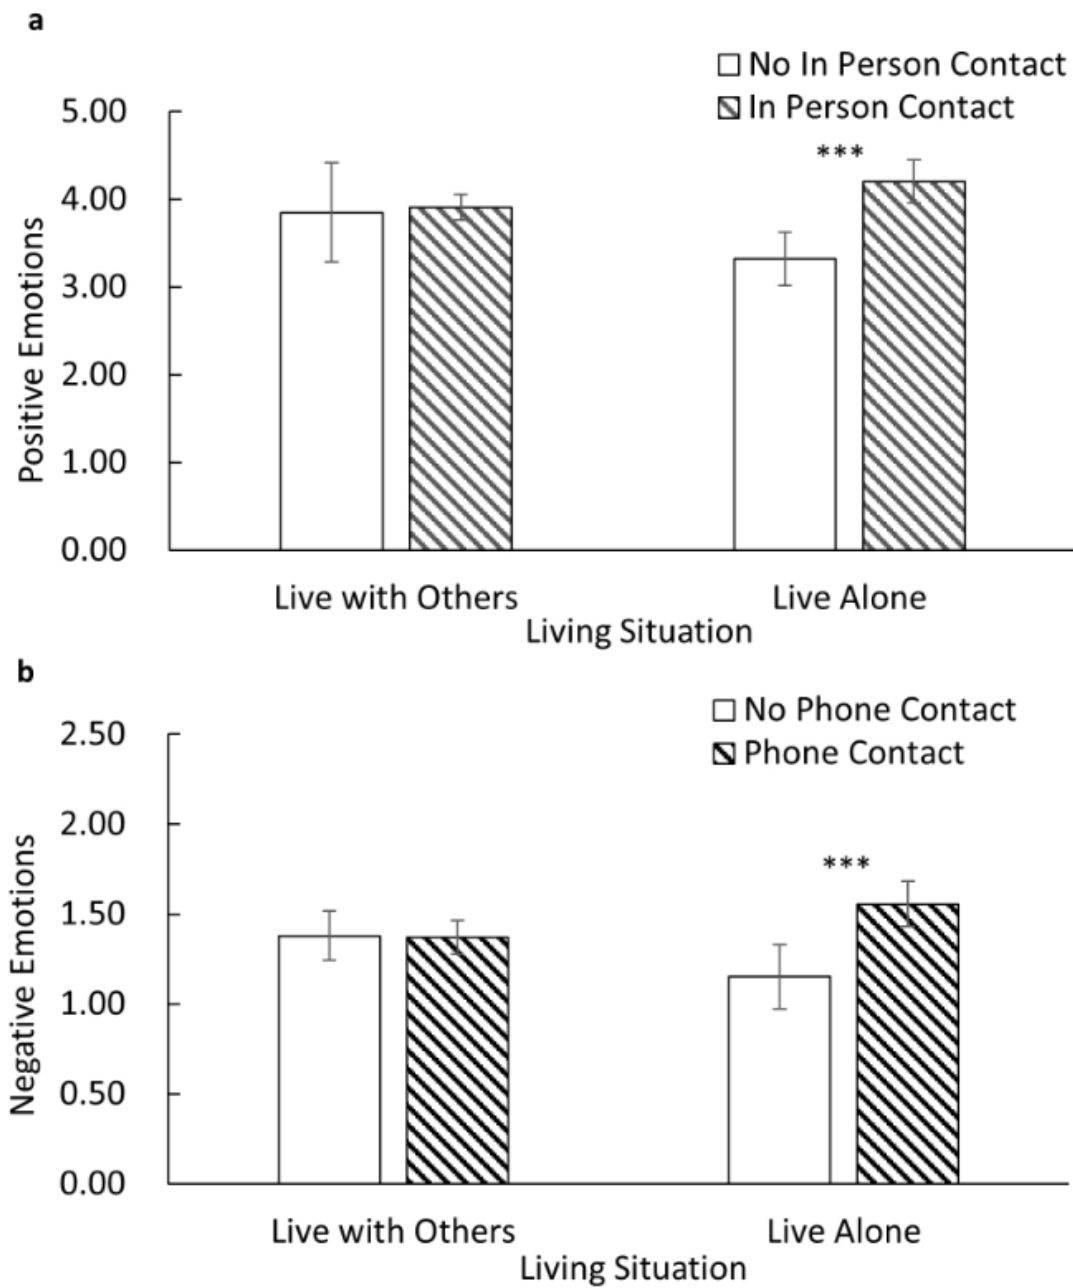 a
No In Person Contact
In Person Contact
5.00
***
4.00
3.00
2.00
1.00
0.00
Positive Emotions
Live with Others
Live Alone
Living Situation
b
No Phone Contact
Phone Contact
2.50
2.00
***
1.50
1.00
0.50
0.00
Negative Emotions
Live with Others
Live Alone
Living Situation